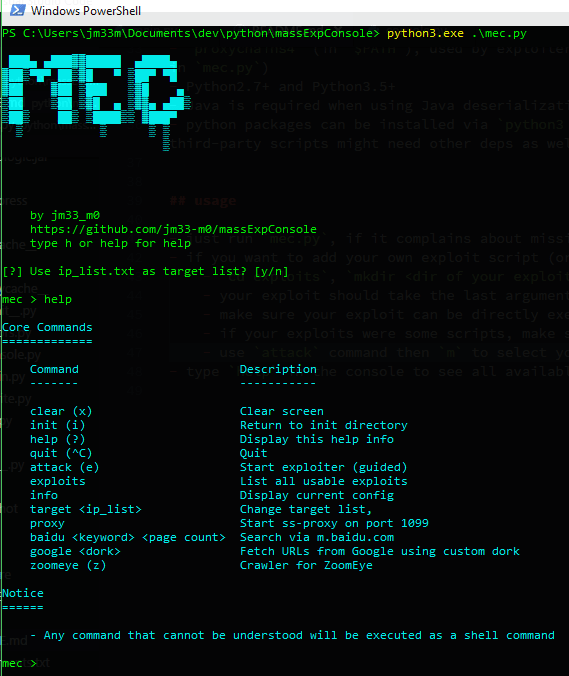 Windows PowerShell
PS C:\Users\jm33m\Documents\dev\python\massExpConsole> python3.exe .\mec.py
MEC
by jm33_m0
https://github.com/jm33-m0/massExpConsole
type h or help for help
[?] Use ip_list.txt as target list? [y/n]
mec > help
Core Commands
=============
Command Description
------- -----------
clear (x) Clear screen
init (i) Return to init directory
help (?) Display this help info
quit (^C) Quit
attack (e) Start exploiter (guided)
exploits List all usable exploits
info Display current config
target <ip_list> Change target list,
proxy Start ss-proxy on port 1099
baidu <keyword> <page count> Search via m.baidu.com
google <dork> Fetch URLs from Google using custom dork
zoomeye (z) Crawler for ZoomEye
Notice
======
- Any command that cannot be understood will be executed as a shell command
mec >